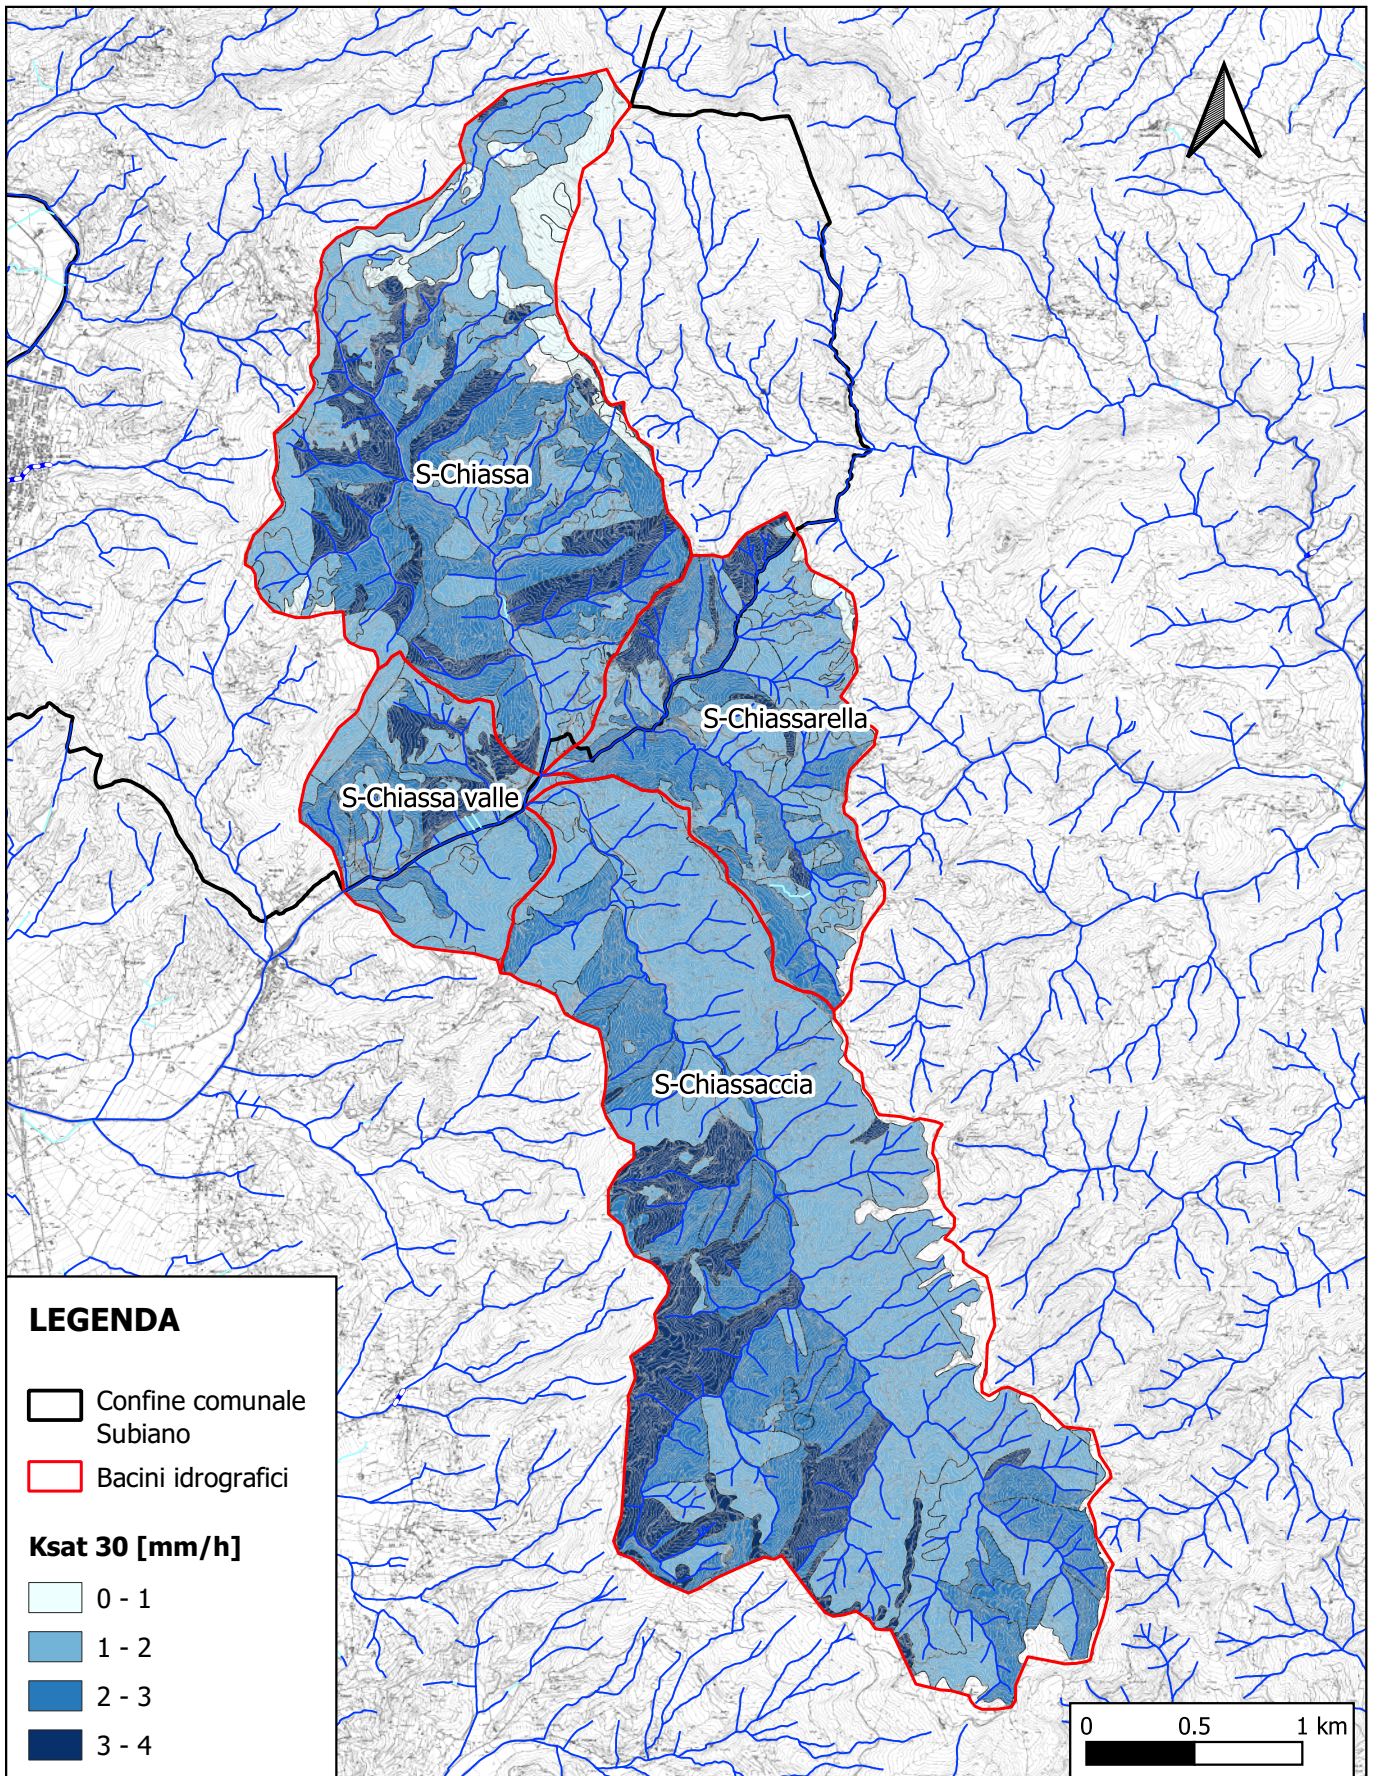 S-Chiassa
S-Chiassarella
S-Chiassa valle
S-Chiassaccia
LEGENDA
Confine comunale
Subiano
Bacini idrografici
Ksat 30 [mm/h]
0 - 1
1 - 2
2 - 3
3 - 4
0 0.5 1 km